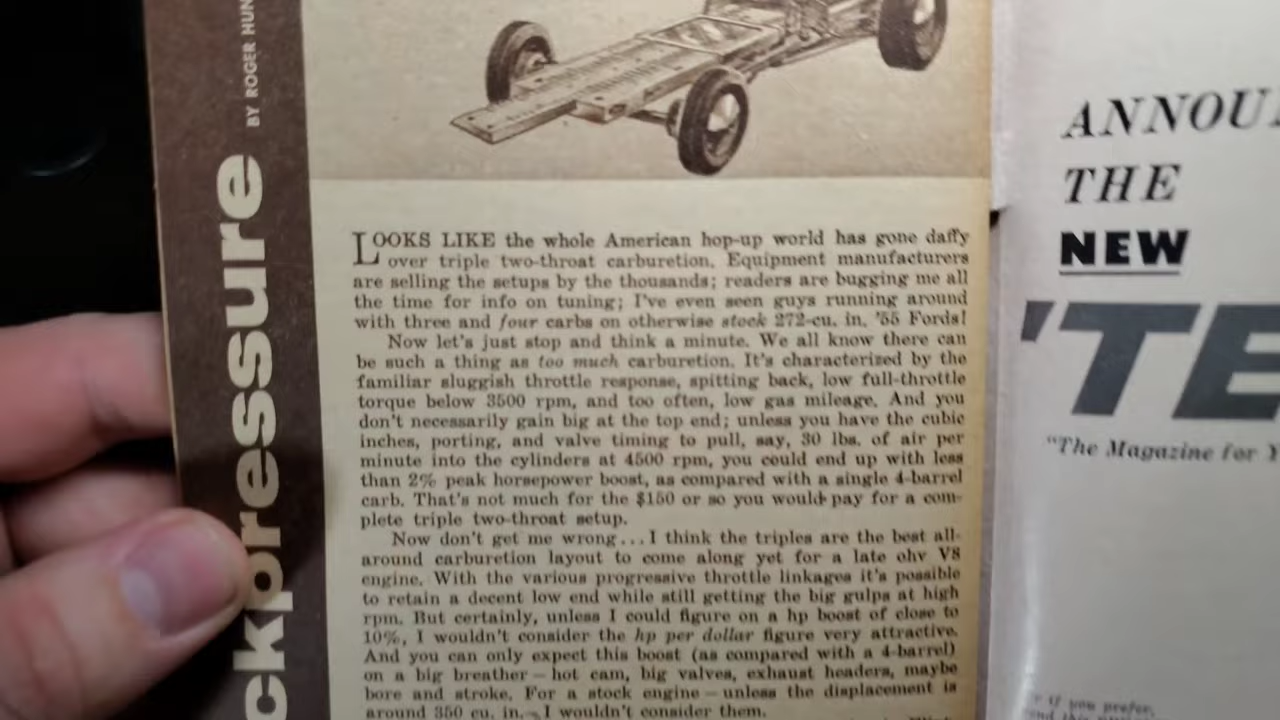 BY ROGER HUN
ckpressure
LOOKS LIKE the whole American hop-up world has gone daffy
over triple two-throat carburetion. Equipment manufacturers
are selling the setups by the thousands; readers are bugging me all
the time for info on tuning; I've even seen guys running around
with three and four carbs on otherwise stock 272-cu. in. '55 Fords!
Now let's just stop and think a minute. We all know there can
be such a thing as too much carburetion. It's characterized by the
familiar sluggish throttle response, spitting back, low full-throttle
torque below 3500 rpm, and too often, low gas mileage. And you
don't necessarily gain big at the top end; unless you have the cubic
inches, porting, and valve timing to pull, say, 30 lbs. of air per
minute into the cylinders at 4500 rpm, you could end up with less
than 2% peak horsepower boost, as compared with a single 4-barrel
carb. That's not much for the $150 or so you would pay for a com-
plete triple two-throat setup.
Now don't get me wrong...I think the triples are the best all-
around carburetion layout to come along yet for a late ohv V8
engine. With the various progressive throttle linkages it's possible
to retain a decent low end while still getting the big gulps at high
rpm. But certainly, unless I could figure on a hp boost of close to
10%, I wouldn't consider the hp per dollar figure very attractive.
And you can only expect this boost (as compared with a 4-barrel)
on a big breather — hot cam, big valves, exhaust headers, maybe
bore and stroke. For a stock engine — unless the displacement is
around 350 cu. in. — I wouldn't consider them.
ANNOU
THE
NEW
'TE
"The Magazine for Y
if you prefer,